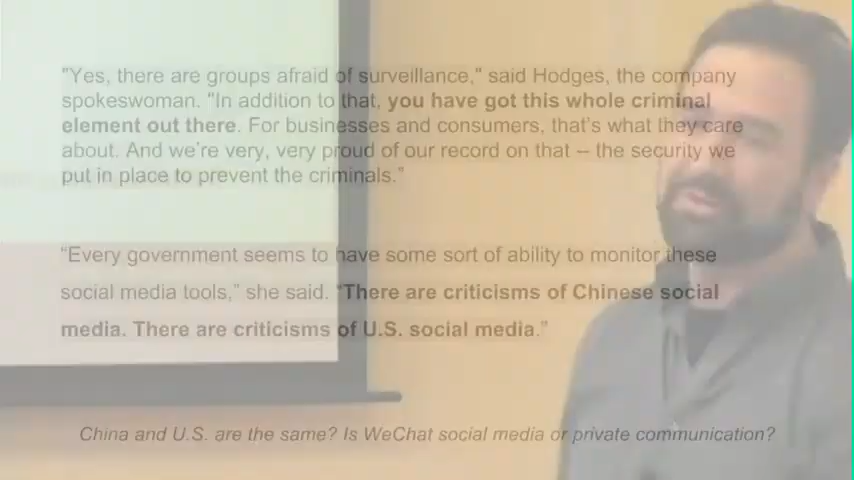 "Yes, there are groups afraid of surveillance," said Hodges, the company
spokeswoman. "In addition to that, you have got this whole criminal
element out there. For businesses and consumers, that's what they care
about. And we're very, very proud of our record on that – the security we
put in place to prevent the criminals.”
“Every government seems to have some sort of ability to monitor these
social media tools,” she said. “There are criticisms of Chinese social
media. There are criticisms of U.S. social media.”
China and U.S. are the same? Is WeChat social media or private communication?